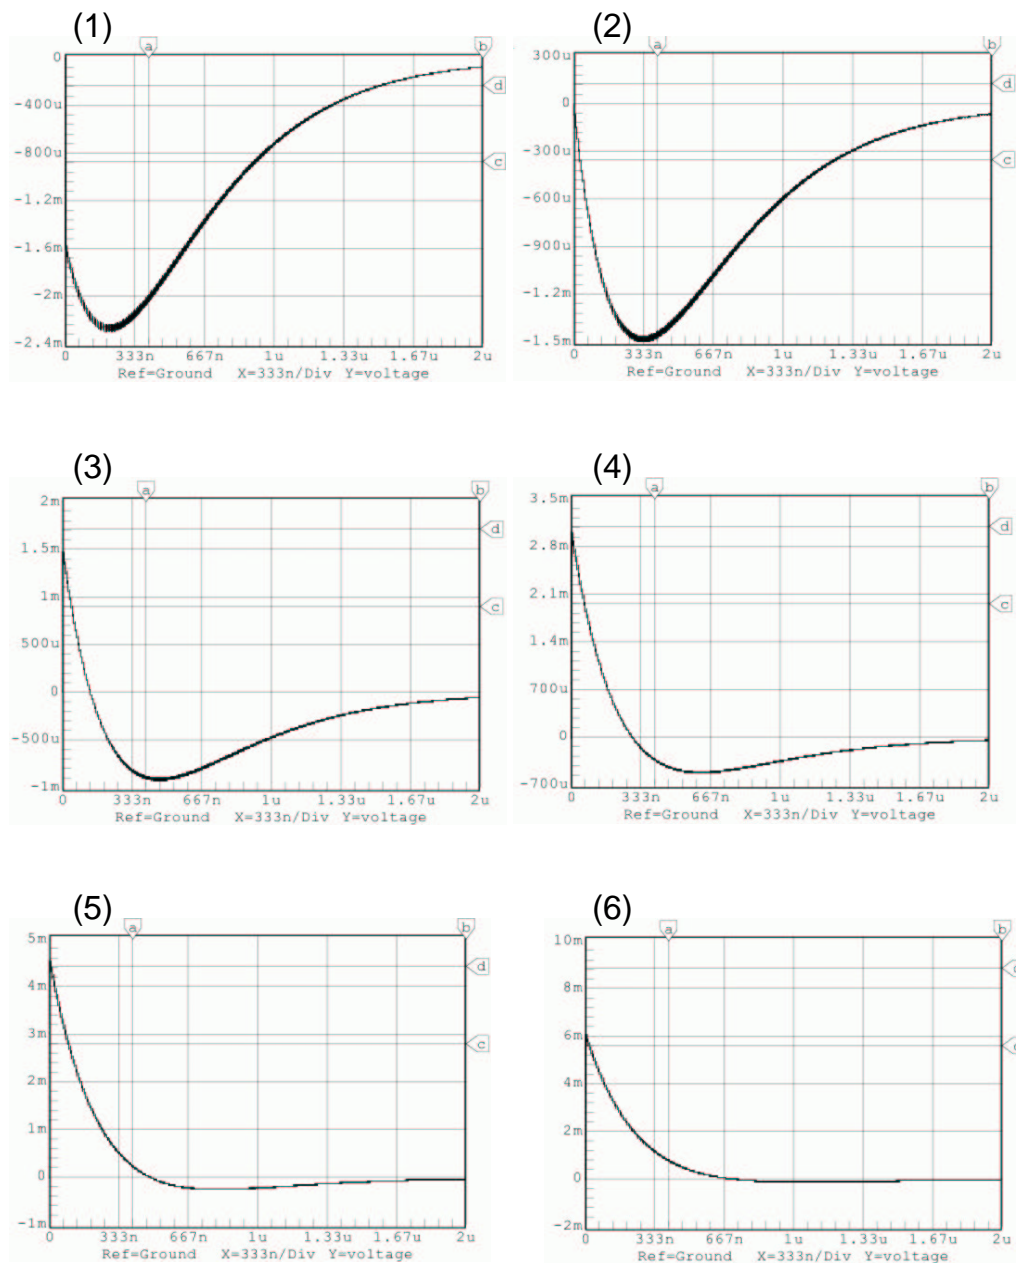 (1)
(2)
a
b
a
b
0
-400u
-800u
-1.2m
-1.6m
-2m
-2.4m
d
c
0
333n
667n
1u
1.33u
1.67u
2u
Ref=Ground X=333n/Div Y=voltage
300u
0
-300u
-600u
-900u
-1.2m
-1.5m
d
c
0
333n
667n
1u
1.33u
1.67u
2u
Ref=Ground X=333n/Div Y=voltage
(3)
(4)
a
b
a
b
2m
1.5m
1m
500u
0
-500u
-1m
d
c
0
333n
667n
1u
1.33u
1.67u
2u
Ref=Ground X=333n/Div Y=voltage
3.5m
2.8m
2.1m
1.4m
700u
0
-700u
d
c
0
333n
667n
1u
1.33u
1.67u
2u
Ref=Ground X=333n/Div Y=voltage
(5)
(6)
a
b
a
b
5m
4m
3m
2m
1m
0
-1m
d
c
0
333n
667n
1u
1.33u
1.67u
2u
Ref=Ground X=333n/Div Y=voltage
10m
8m
6m
4m
2m
0
-2m
0
333n
667n
1u
1.33u
1.67u
2u
Ref=Ground X=333n/Div Y=voltage